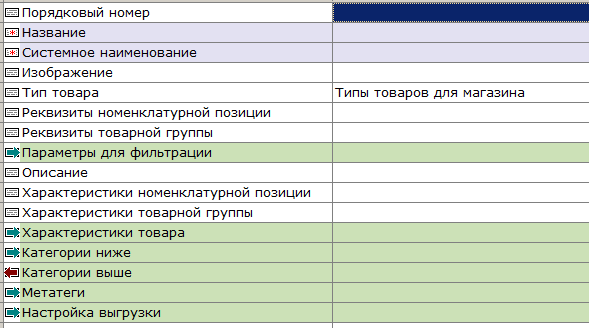 Порядковый номер
Название
Системное наименование
Изображение
Тип товара Типы товаров для магазина
Реквизиты номенклатурной позиции
Реквизиты товарной группы
Параметры для фильтрации
Описание
Характеристики номенклатурной позиции
Характеристики товарной группы
Характеристики товара
Категории ниже
Категории выше
Метатеги
Настройка выгрузки